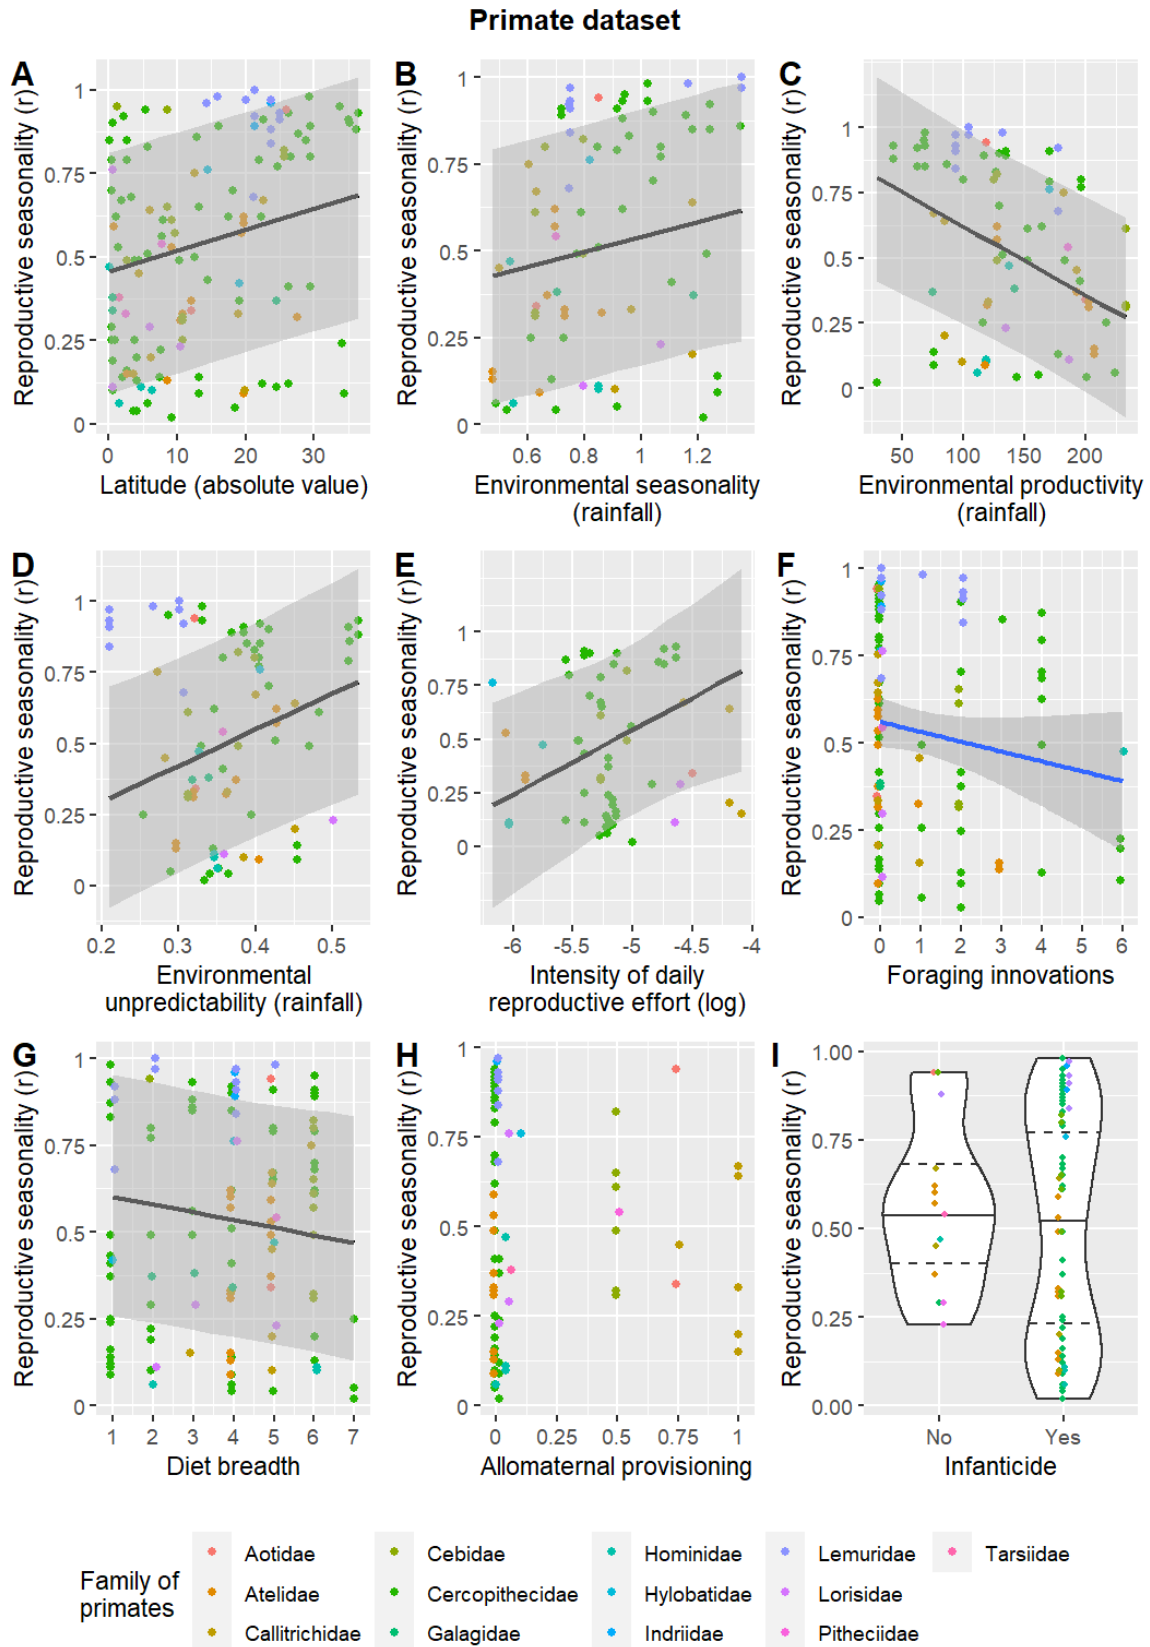 Primate dataset
A
Reproductive seasonality (r)
1
0.75
0.5
0.25
0
0 10 20 30
Latitude (absolute value)
B
Reproductive seasonality (r)
1
0.75
0.5
0.25
0
0.6 0.8 1 1.2
Environmental seasonality
(rainfall)
C
Reproductive seasonality (r)
1
0.75
0.5
0.25
0
50 100 150 200
Environmental productivity
(rainfall)
D
Reproductive seasonality (r)
1
0.75
0.5
0.25
0
0.2 0.3 0.4 0.5
Environmental
unpredictability (rainfall)
E
Reproductive seasonality (r)
1
0.75
0.5
0.25
0
-6 -5.5 -5 -4.5 -4
Intensity of daily
reproductive effort (log)
F
Reproductive seasonality (r)
1
0.75
0.5
0.25
0
0 1 2 3 4 5 6
Foraging innovations
G
Reproductive seasonality (r)
1
0.75
0.5
0.25
0
1 2 3 4 5 6 7
Diet breadth
H
Reproductive seasonality (r)
1
0.75
0.5
0.25
0
0 0.25 0.5 0.75 1
Allomaternal provisioning
I
Reproductive seasonality (r)
1.00
0.75
0.50
0.25
0.00
No Yes
Infanticide
Family of
primates
Aotidae Cebidae Hominidae Lemuridae Tarsiidae
Atelidae Cercopithecidae Hylobatidae Lorisidae
Callitrichidae Galagidae Indriidae Pitheciidae